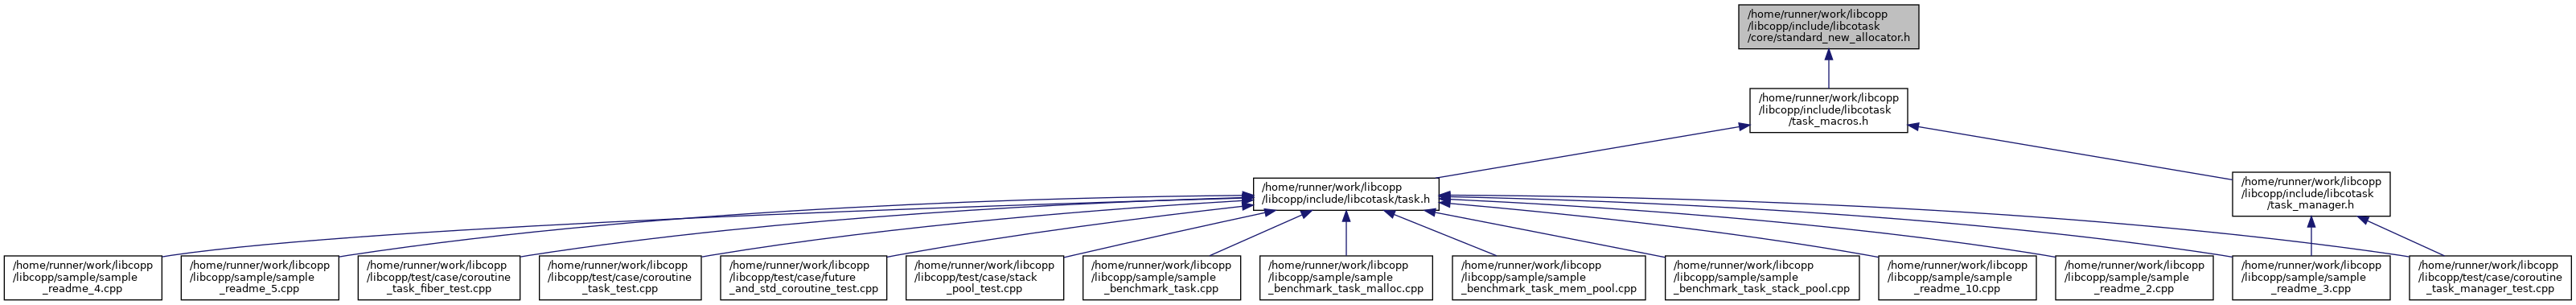 /home/runner/work/libcopp
/libcopp/include/libcotask
/core/standard_new_allocator.h
/home/runner/work/libcopp
/libcopp/include/libcotask
/task_macros.h
/home/runner/work/libcopp
/libcopp/include/libcotask/task.h
/home/runner/work/libcopp
/libcopp/include/libcotask
/task_manager.h
/home/runner/work/libcopp
/libcopp/sample/sample
_readme_4.cpp
/home/runner/work/libcopp
/libcopp/sample/sample
_readme_5.cpp
/home/runner/work/libcopp
/libcopp/test/case/coroutine
_task_fiber_test.cpp
/home/runner/work/libcopp
/libcopp/test/case/coroutine
_task_test.cpp
/home/runner/work/libcopp
/libcopp/test/case/future
_and_std_coroutine_test.cpp
/home/runner/work/libcopp
/libcopp/test/case/stack
_pool_test.cpp
/home/runner/work/libcopp
/libcopp/sample/sample
_benchmark_task.cpp
/home/runner/work/libcopp
/libcopp/sample/sample
_benchmark_task_malloc.cpp
/home/runner/work/libcopp
/libcopp/sample/sample
_benchmark_task_mem_pool.cpp
/home/runner/work/libcopp
/libcopp/sample/sample
_benchmark_task_stack_pool.cpp
/home/runner/work/libcopp
/libcopp/sample/sample
_readme_10.cpp
/home/runner/work/libcopp
/libcopp/sample/sample
_readme_2.cpp
/home/runner/work/libcopp
/libcopp/sample/sample
_readme_3.cpp
/home/runner/work/libcopp
/libcopp/test/case/coroutine
_task_manager_test.cpp